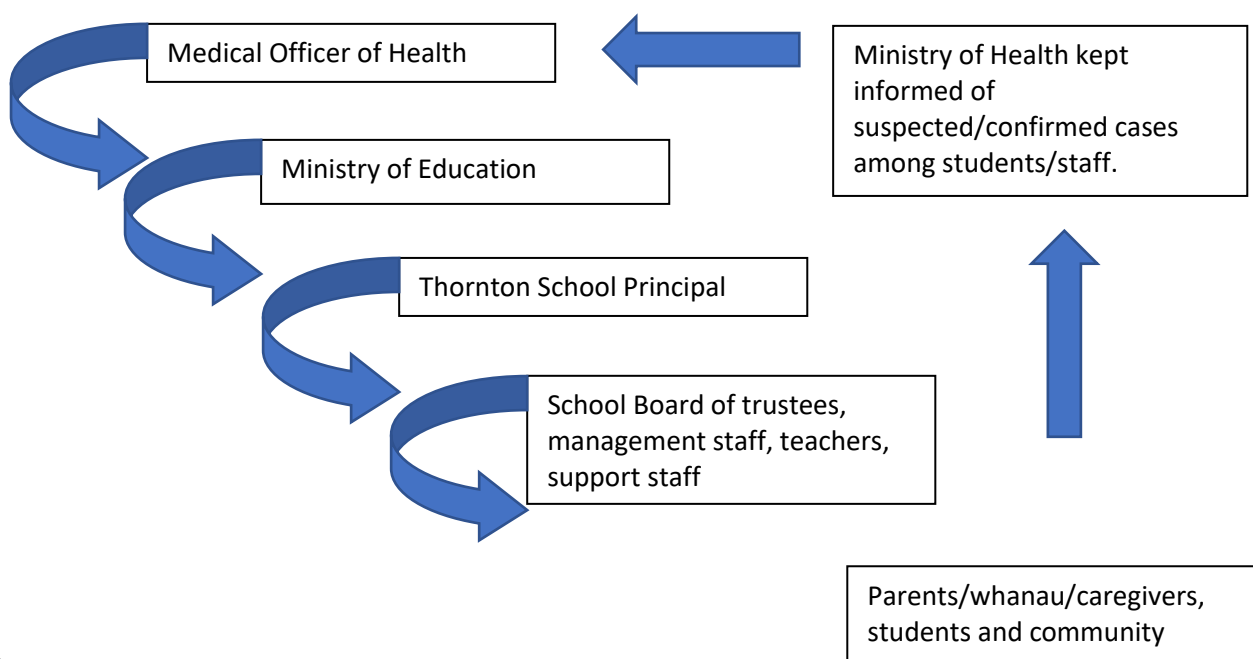 Medical Officer of Health
Ministry of Health kept
informed of
suspected/confirmed cases
among students/staff.
Ministry of Education
Thornton School Principal
School Board of trustees,
management staff, teachers,
support staff
Parents/whanau/caregivers,
students and community